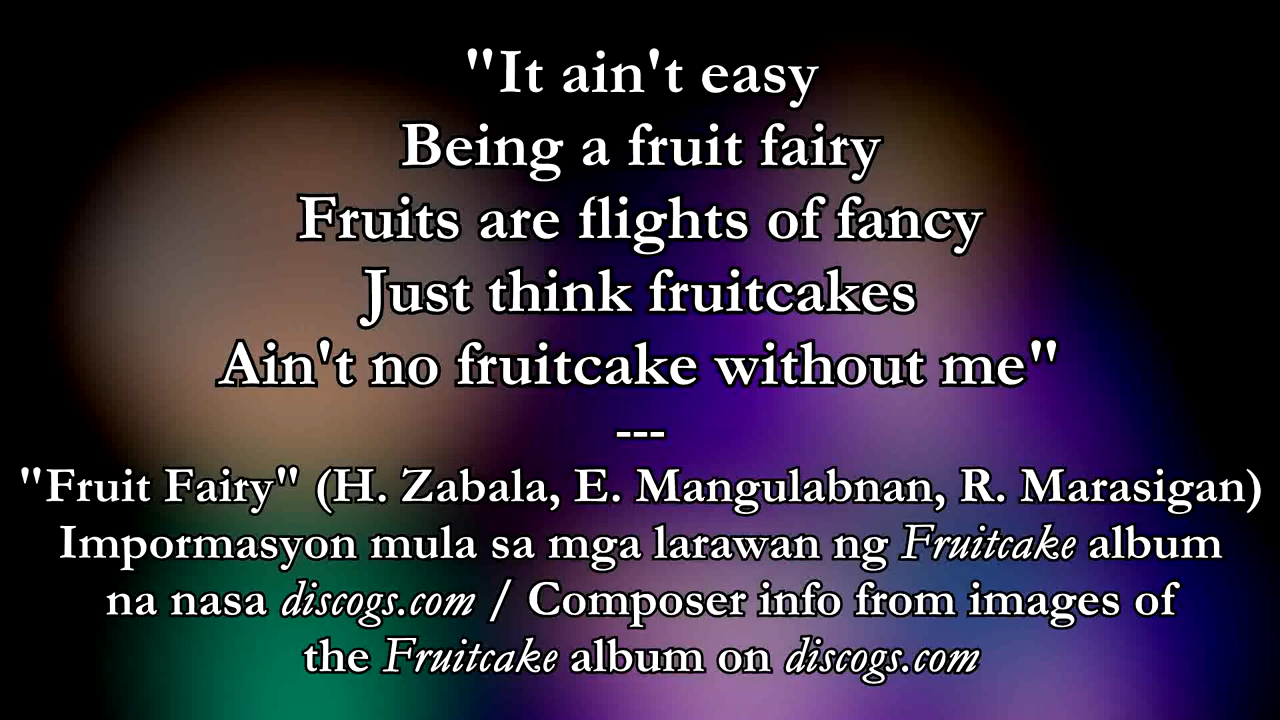 "It ain't easy
Being a fruit fairy
Fruits are flights of fancy
Just think fruitcakes
Ain't no fruitcake without me"
---
"Fruit Fairy" (H. Zabala, E. Mangulabnan, R. Marasigan)
Impormasyon mula sa mga larawan ng Fruitcake album
na nasa discogs.com / Composer info from images of
the Fruitcake album on discogs.com